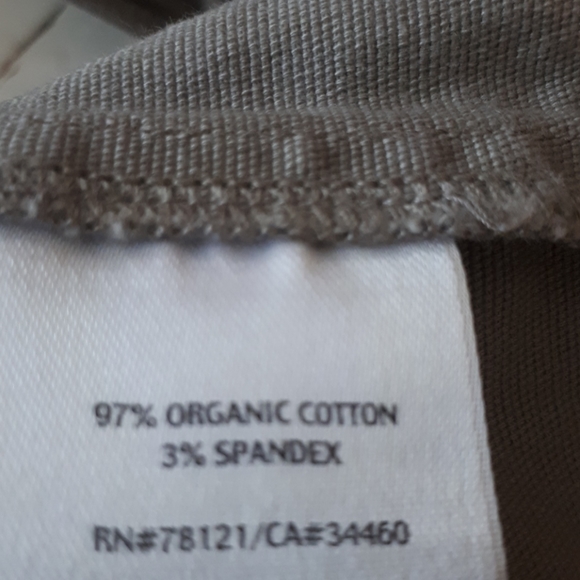 97% ORGANIC COTTON
3% SPANDEX
RN#78121/CA#34460